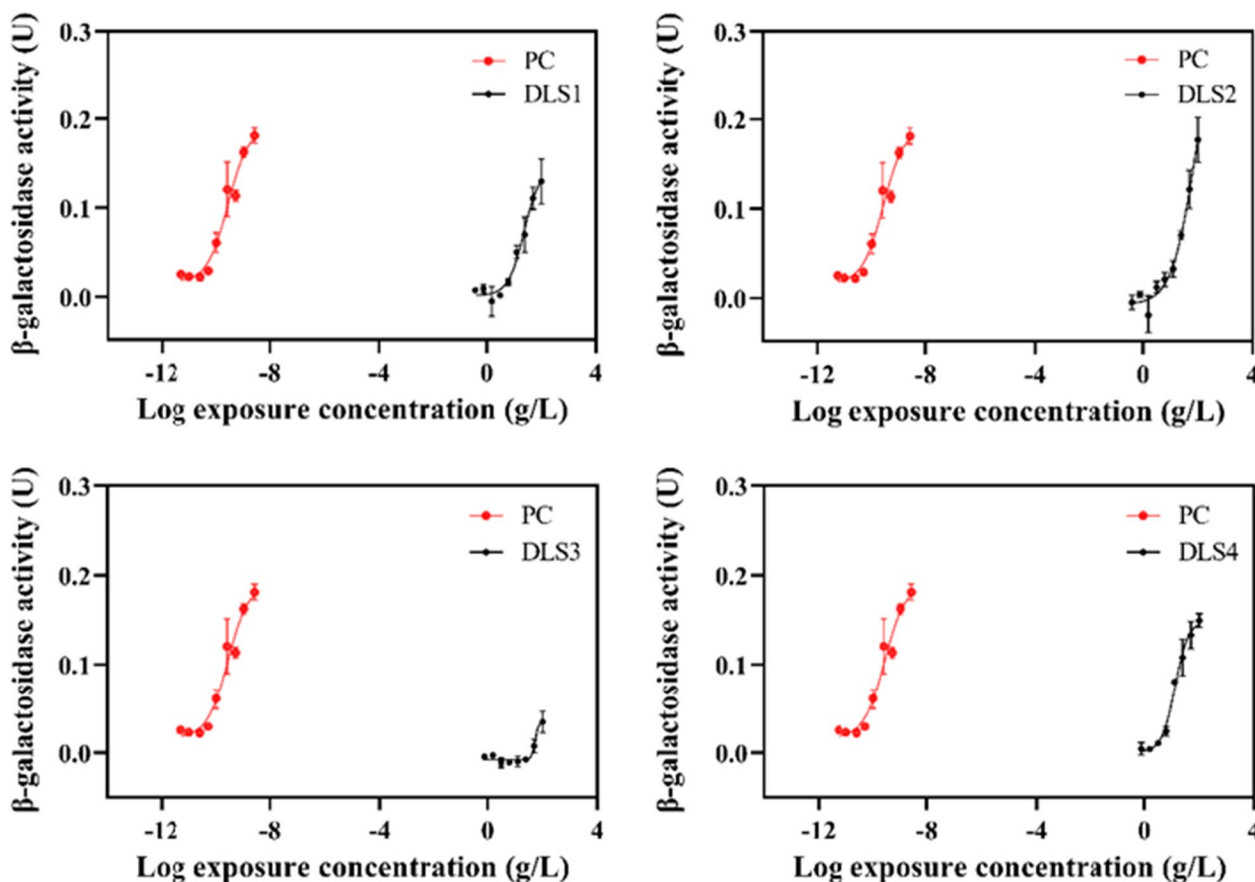 β-galactosidase activity (U)
0.3
0.2
0.1
0.0
PC
DLS1
-12
-8
-4
0
4
Log exposure concentration (g/L)
β-galactosidase activity (U)
0.3
0.2
0.1
0.0
PC
DLS2
-12
-8
-4
0
4
Log exposure concentration (g/L)
β-galactosidase activity (U)
0.3
0.2
0.1
0.0
PC
DLS3
-12
-8
-4
0
4
Log exposure concentration (g/L)
β-galactosidase activity (U)
0.3
0.2
0.1
0.0
PC
DLS4
-12
-8
-4
0
4
Log exposure concentration (g/L)